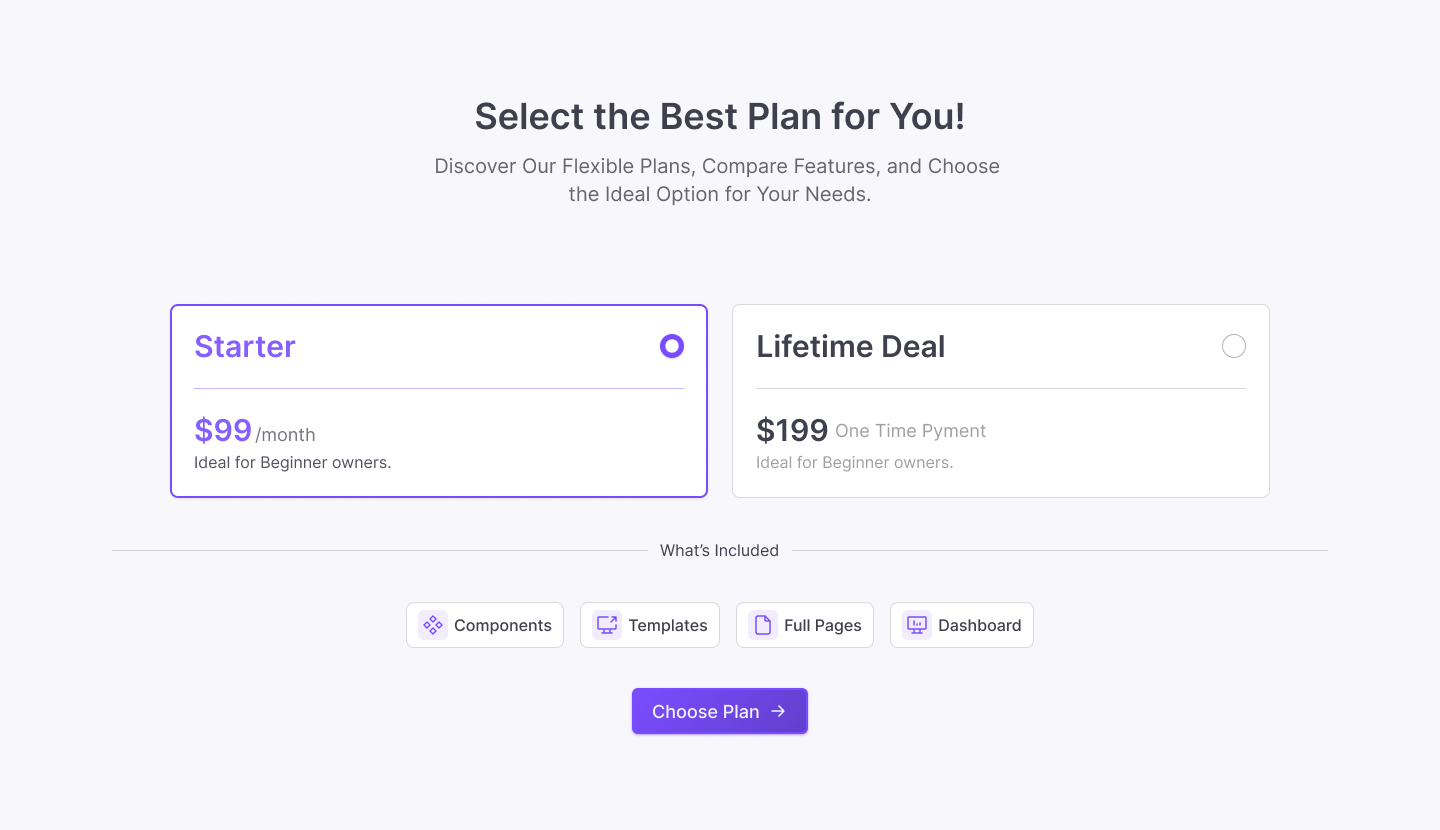 Select the Best Plan for You!
Discover Our Flexible Plans, Compare Features, and Choose
the Ideal Option for Your Needs.
Starter
$99 /month
Ideal for Beginner owners.
Lifetime Deal
$199 One Time Pyment
Ideal for Beginner owners.
What’s Included
Components
Templates
Full Pages
Dashboard
Choose Plan